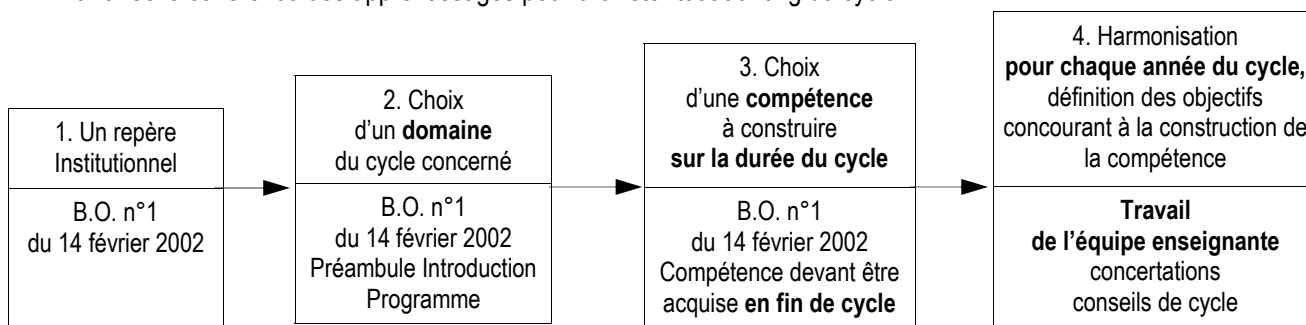 1. Un repère
Institutionnel
B.O. n°1
du 14 février 2002
2. Choix
d'un domaine
du cycle concerné
B.O. n°1
du 14 février 2002
Préambule Introduction
Programme
3. Choix
d'une compétence
à construire
sur la durée du cycle
B.O. n°1
du 14 février 2002
Compétence devant être
acquise en fin de cycle
4. Harmonisation
pour chaque année du cycle,
définition des objectifs
concourant à la construction de
la compétence
Travail
de l'équipe enseignante
concertations
conseils de cycle